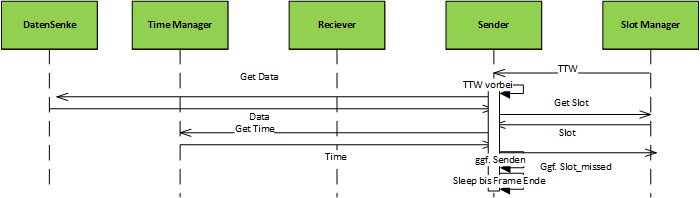 DatenSenke
Time Manager
Reciever
Sender
Slot Manager
TTW
Get Data
TTW vorbei
Get Slot
Data
Get Time
Slot
Time
ggf. Senden
Ggf. Slot_missed
Sleep bis Frame Ende